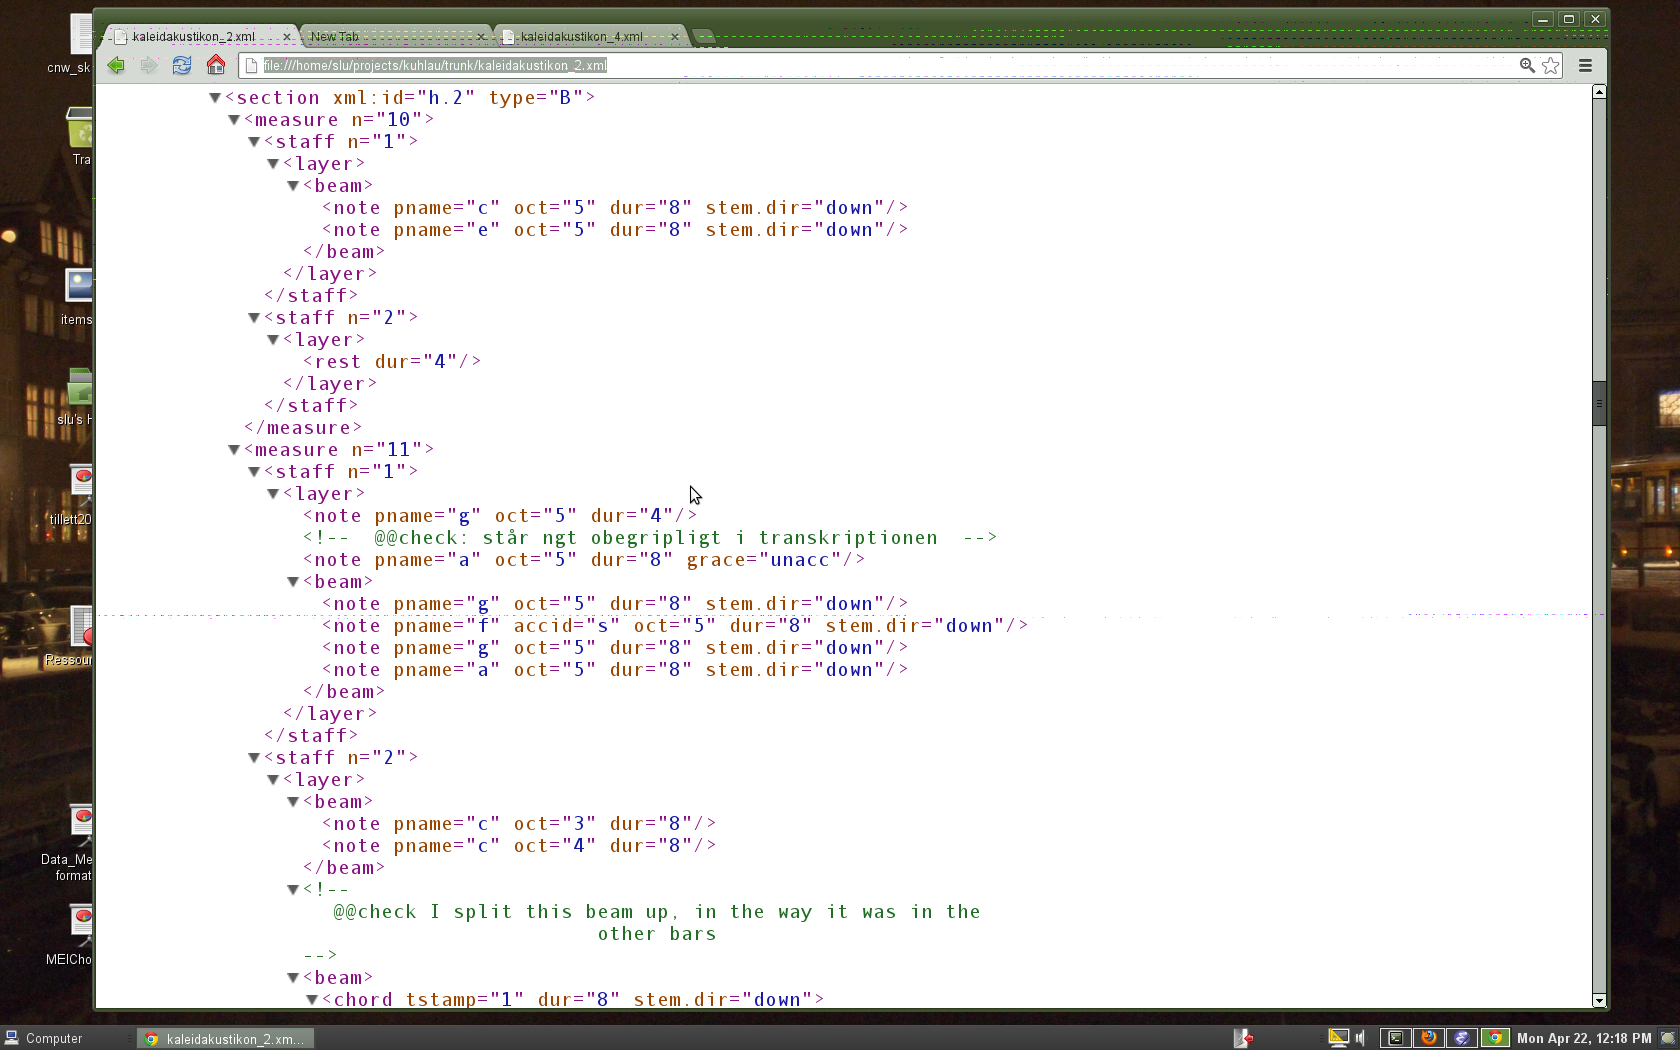 kaleidakustikon_2.xml
New Tab
kaleidakustikon_4.xml
file:///home/slu/projects/kuhlau/trunk/kaleidakustikon_2.xml
<section xml:id="h.2" type="B">
<measure n="10">
<staff n="1">
<layer>
<beam>
<note pname="c" oct="5" dur="8" stem.dir="down"/>
<note pname="e" oct="5" dur="8" stem.dir="down"/>
</beam>
</layer>
</staff>
<staff n="2">
<layer>
<rest dur="4"/>
</layer>
</staff>
</measure>
<measure n="11">
<staff n="1">
<layer>
<note pname="g" oct="5" dur="4"/>
<!-- @@check: står ngt obegripligt i transkriptionen -->
<note pname="a" oct="5" dur="8" grace="unacc"/>
<beam>
<note pname="g" oct="5" dur="8" stem.dir="down"/>
<note pname="f" accid="s" oct="5" dur="8" stem.dir="down"/>
<note pname="g" oct="5" dur="8" stem.dir="down"/>
<note pname="a" oct="5" dur="8" stem.dir="down"/>
</beam>
</layer>
</staff>
<staff n="2">
<layer>
<beam>
<note pname="c" oct="3" dur="8"/>
<note pname="c" oct="4" dur="8"/>
</beam>
<!--
@@check I split this beam up, in the way it was in the
other bars
-->
<beam>
<chord tstamp="1" dur="8" stem.dir="down">
cnw_sk
Tra
items
slu's H
tillett20
Ressour
Data_Me
format
MEICho
Computer
kaleidakustikon_2.xm...
Mon Apr 22, 12:18 PM